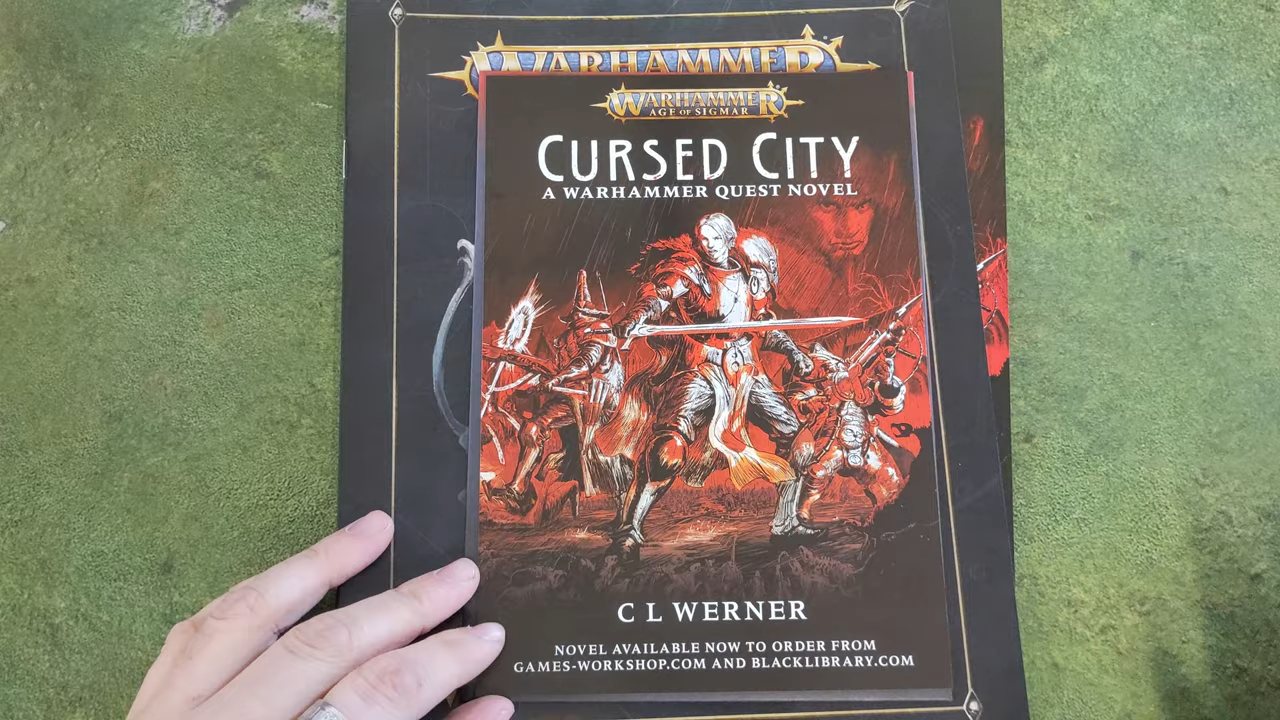 WARHAMMER
WARHAMMER
AGE OF SIGMAR
CURSED CITY
A WARHAMMER QUEST NOVEL
C L WERNER
NOVEL AVAILABLE NOW TO ORDER FROM
GAMES-WORKSHOP.COM AND BLACKLIBRARY.COM